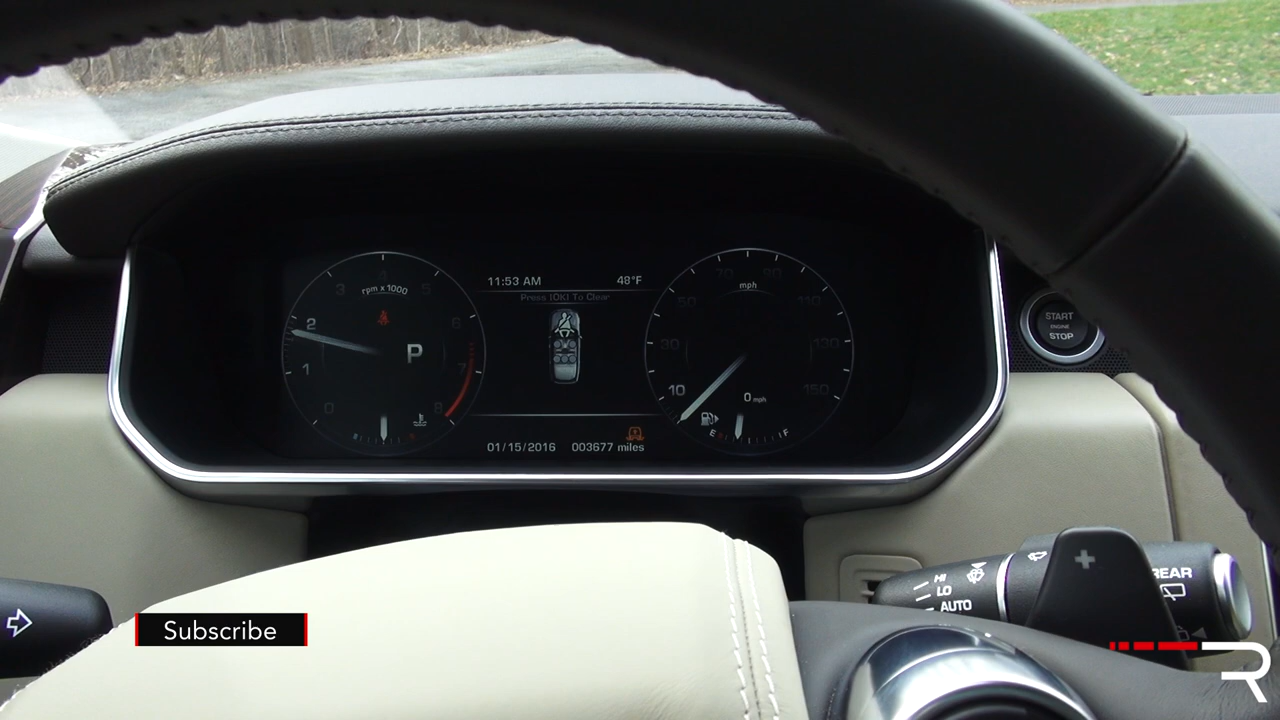 11:53 AM 48°F
Press [OK] To Clear
4
3 5
rpm x1000
2 6
P
1 7
0 8
70 90
mph
50 110
30 130
10 150
0 mph
E F
01/15/2016 003677 miles
START
ENGINE
STOP
HI
LO
AUTO
+
REAR
Subscribe
R